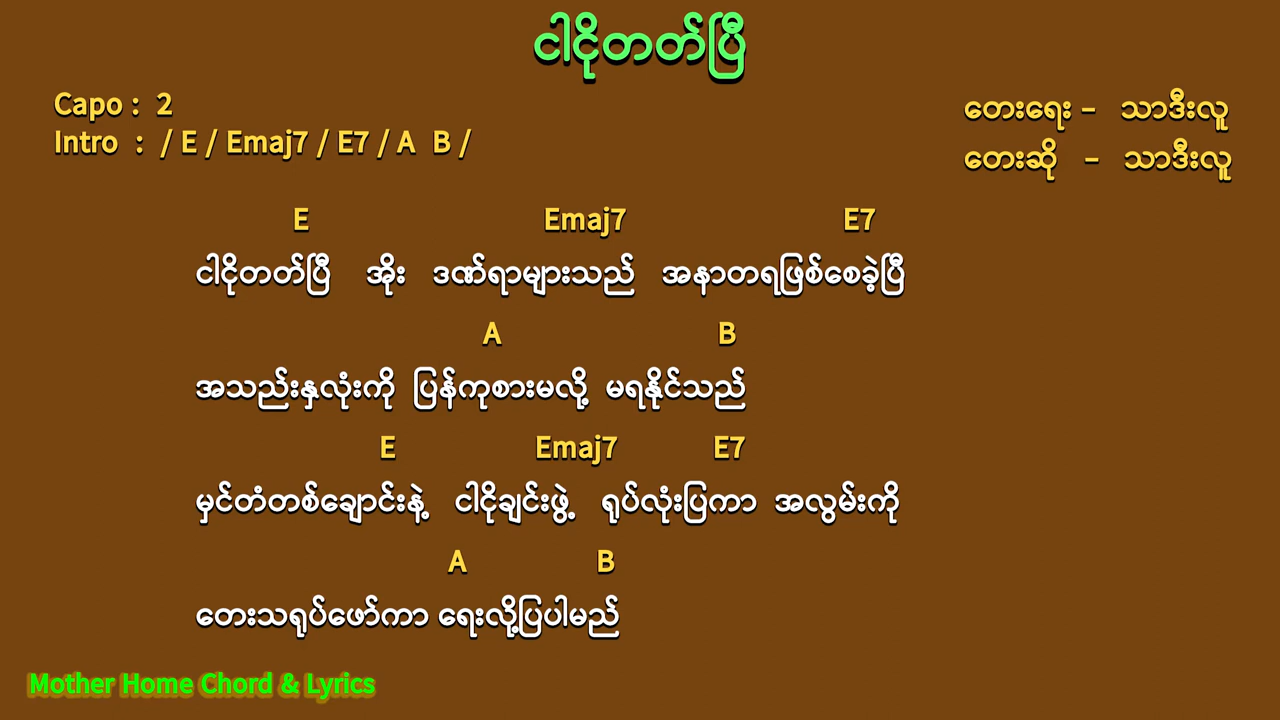 ငါငိုတတ်ပြီ
Capo : 2
Intro : / E / Emaj7 / E7 / A B /
တေးရေး – သာဒီးလူ
တေးဆို – သာဒီးလူ
E Emaj7 E7
ငါငိုတတ်ပြီ အိုး ဒဏ်ရာများသည် အနာတရဖြစ်စေခဲ့ပြီ
A B
အသည်းနှလုံးကို ပြန်ကုစားမလို့ မရနိုင်သည်
E Emaj7 E7
မှင်တံတစ်ချောင်းနဲ့ ငါငိုချင်းဖွဲ့ ရုပ်လုံးပြကာ အလွမ်းကို
A B
တေးသရုပ်ဖော်ကာ ရေးလို့ပြပါမည်
Mother Home Chord & Lyrics